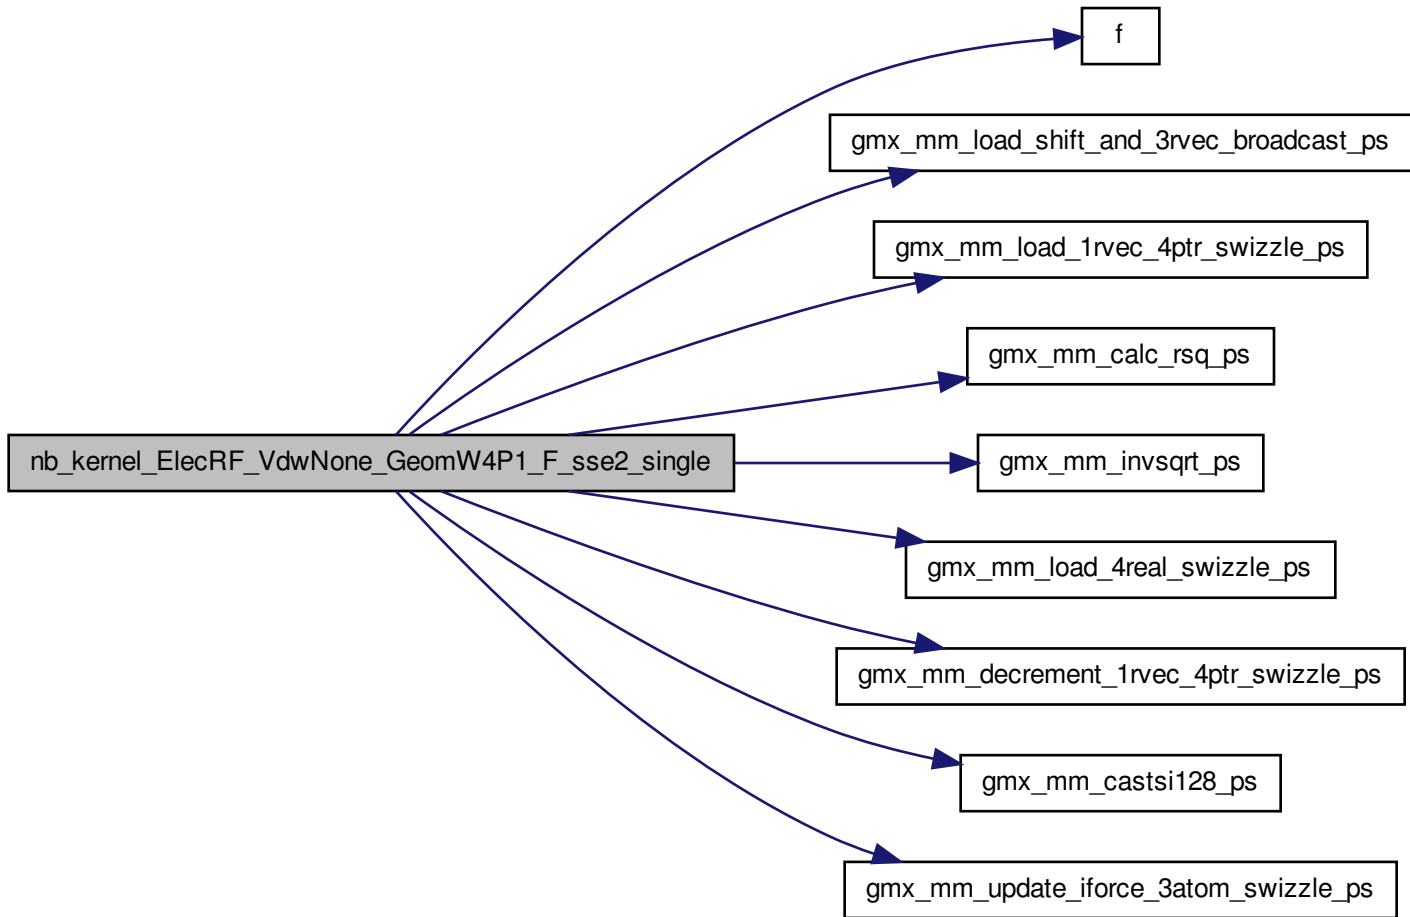 f
gmx_mm_load_shift_and_3rvec_broadcast_ps
gmx_mm_load_1rvec_4ptr_swizzle_ps
gmx_mm_calc_rsq_ps
nb_kernel_ElecRF_VdwNone_GeomW4P1_F_sse2_single
gmx_mm_invsqrt_ps
gmx_mm_load_4real_swizzle_ps
gmx_mm_decrement_1rvec_4ptr_swizzle_ps
gmx_mm_castsi128_ps
gmx_mm_update_iforce_3atom_swizzle_ps